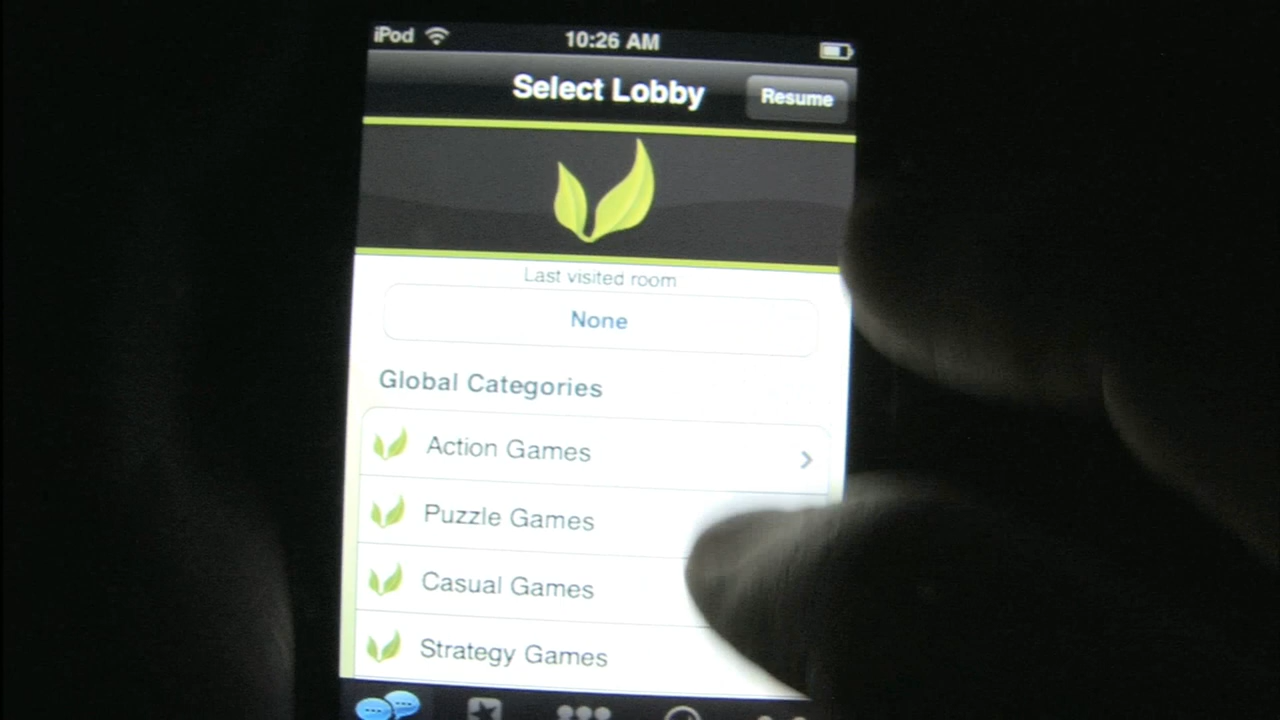 iPod 10:26 AM
Select Lobby Resume
Last visited room
None
Global Categories
Action Games
Puzzle Games
Casual Games
Strategy Games